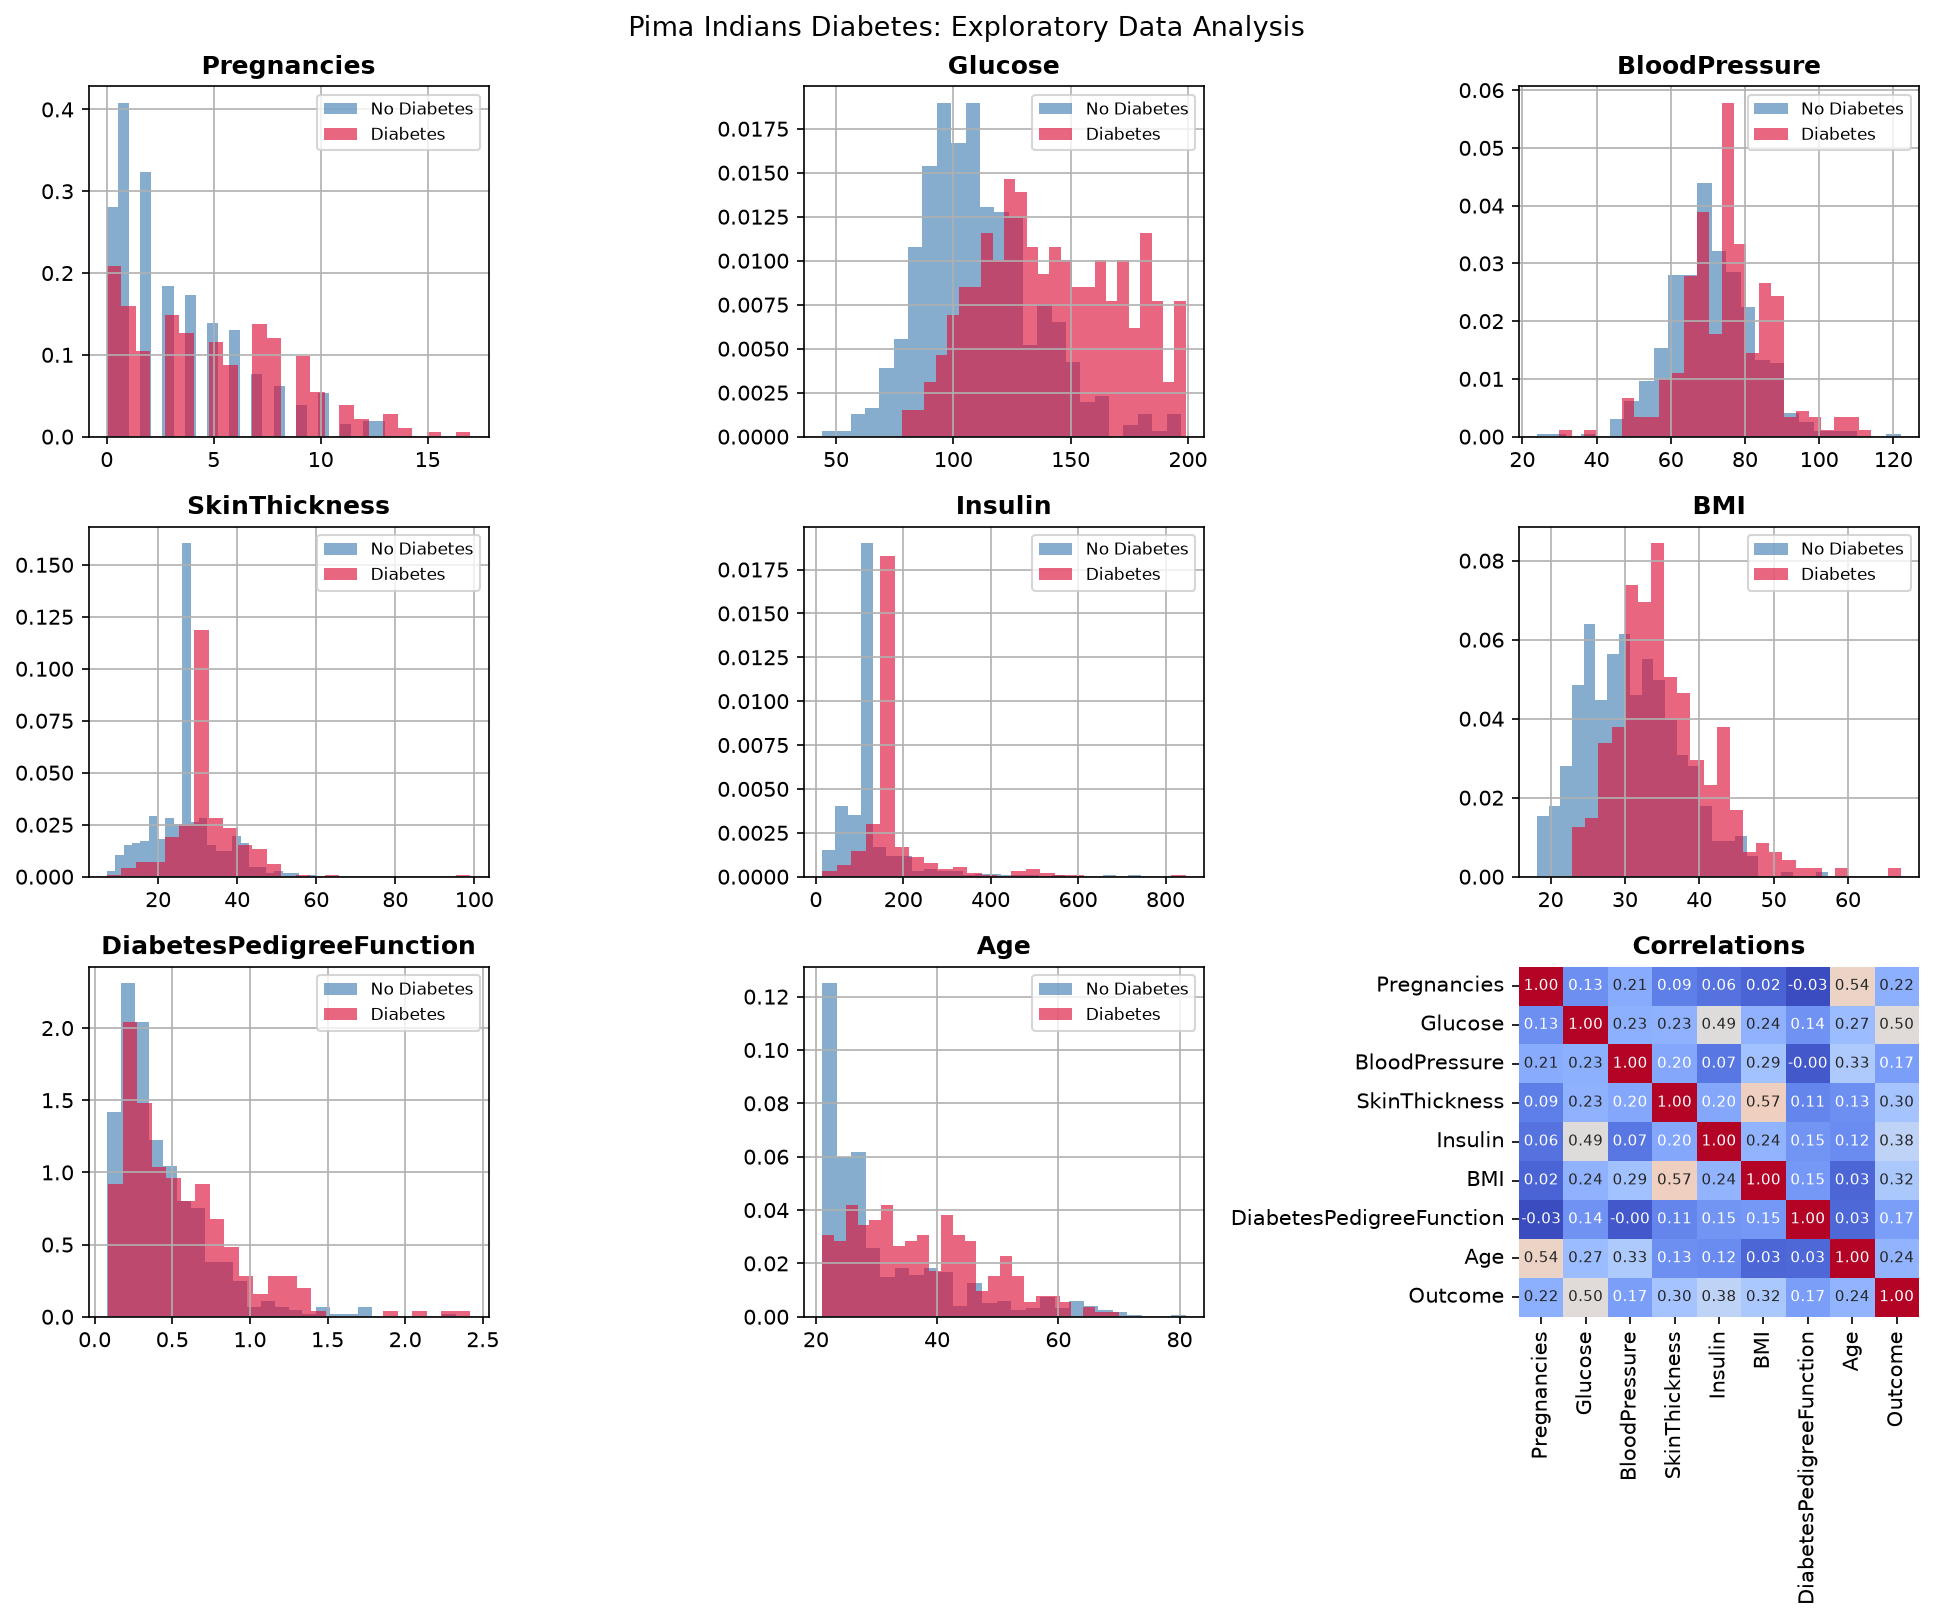 Pima Indians Diabetes: Exploratory Data Analysis
Pregnancies
0.4
0.3
0.2
0.1
0.0
0 5 10 15
No Diabetes
Diabetes
Glucose
0.0175
0.0150
0.0125
0.0100
0.0075
0.0050
0.0025
0.0000
50 100 150 200
No Diabetes
Diabetes
BloodPressure
0.06
0.05
0.04
0.03
0.02
0.01
0.00
20 40 60 80 100 120
No Diabetes
Diabetes
SkinThickness
0.150
0.125
0.100
0.075
0.050
0.025
0.000
20 40 60 80 100
No Diabetes
Diabetes
Insulin
0.0175
0.0150
0.0125
0.0100
0.0075
0.0050
0.0025
0.0000
0 200 400 600 800
No Diabetes
Diabetes
BMI
0.08
0.06
0.04
0.02
0.00
20 30 40 50 60
No Diabetes
Diabetes
DiabetesPedigreeFunction
2.0
1.5
1.0
0.5
0.0
0.0 0.5 1.0 1.5 2.0 2.5
No Diabetes
Diabetes
Age
0.12
0.10
0.08
0.06
0.04
0.02
0.00
20 40 60 80
No Diabetes
Diabetes
Correlations
Pregnancies 1.00 0.13 0.21 0.09 0.06 0.02 -0.03 0.54 0.22
Glucose 0.13 1.00 0.23 0.23 0.49 0.24 0.14 0.27 0.50
BloodPressure 0.21 0.23 1.00 0.20 0.07 0.29 -0.00 0.33 0.17
SkinThickness 0.09 0.23 0.20 1.00 0.20 0.57 0.11 0.13 0.30
Insulin 0.06 0.49 0.07 0.20 1.00 0.24 0.15 0.12 0.38
BMI 0.02 0.24 0.29 0.57 0.24 1.00 0.15 0.03 0.32
DiabetesPedigreeFunction -0.03 0.14 -0.00 0.11 0.15 0.15 1.00 0.03 0.17
Age 0.54 0.27 0.33 0.13 0.12 0.03 0.03 1.00 0.24
Outcome 0.22 0.50 0.17 0.30 0.38 0.32 0.17 0.24 1.00
Pregnancies
Glucose
BloodPressure
SkinThickness
Insulin
BMI
DiabetesPedigreeFunction
Age
Outcome